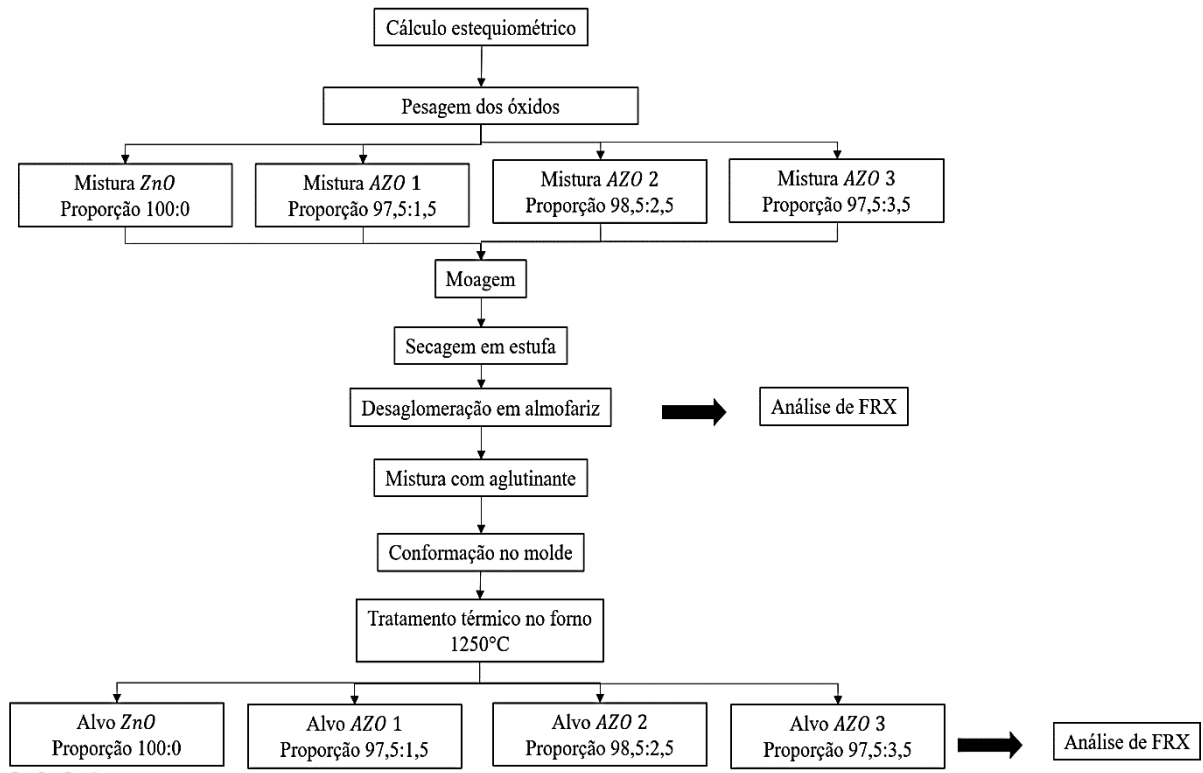 Cálculo estequiométrico
Pesagem dos óxidos
Mistura ZnO
Proporção 100:0
Mistura AZO 1
Proporção 97,5:1,5
Mistura AZO 2
Proporção 98,5:2,5
Mistura AZO 3
Proporção 97,5:3,5
Moagem
Secagem em estufa
Desaglomeração em almofariz
Análise de FRX
Mistura com aglutinante
Conformação no molde
Tratamento térmico no forno
1250°C
Alvo ZnO
Proporção 100:0
Alvo AZO 1
Proporção 97,5:1,5
Alvo AZO 2
Proporção 98,5:2,5
Alvo AZO 3
Proporção 97,5:3,5
Análise de FRX